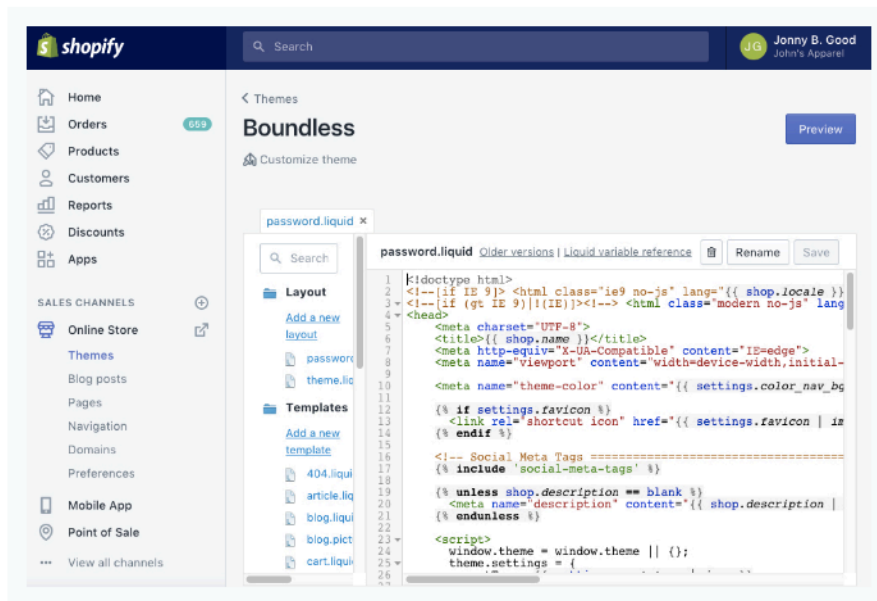 shopify
Search
JG
Jonny B. Good
John's Apparel
Home
Orders 659
Products
Customers
Reports
Discounts
Apps
SALES CHANNELS
Online Store
Themes
Blog posts
Pages
Navigation
Domains
Preferences
Mobile App
Point of Sale
View all channels
Themes
Boundless
Customize theme
Preview
password.liquid ×
Search
Layout
Add a new
layout
password
theme.liq
Templates
Add a new
template
404.liqui
article.liq
blog.liqui
blog.pict
cart.liqui
password.liquid Older versions | Liquid variable reference Rename Save
1 <!doctype html>
2 <!--[if IE 9]> <html class="ie9 no-js" lang="{{ shop.locale }}
3 <!--[if (gt IE 9)|!(IE)]><!--> <html class="modern no-js" lang
4 <head>
5 <meta charset="UTF-8">
6 <title>{{ shop.name }}</title>
7 <meta http-equiv="X-UA-Compatible" content="IE=edge">
8 <meta name="viewport" content="width=device-width,initial-
9
10 <meta name="theme-color" content="{{ settings.color_nav_bg
11
12 {% if settings.favicon %}
13 <link rel="shortcut icon" href="{{ settings.favicon | im
14 {% endif %}
15
16 <!-- Social Meta Tags =====================================
17 {% include 'social-meta-tags' %}
18
19 {% unless shop.description == blank %}
20 <meta name="description" content="{{ shop.description |
21 {% endunless %}
22
23 <script>
24 window.theme = window.theme || {};
25 theme.settings = {
26